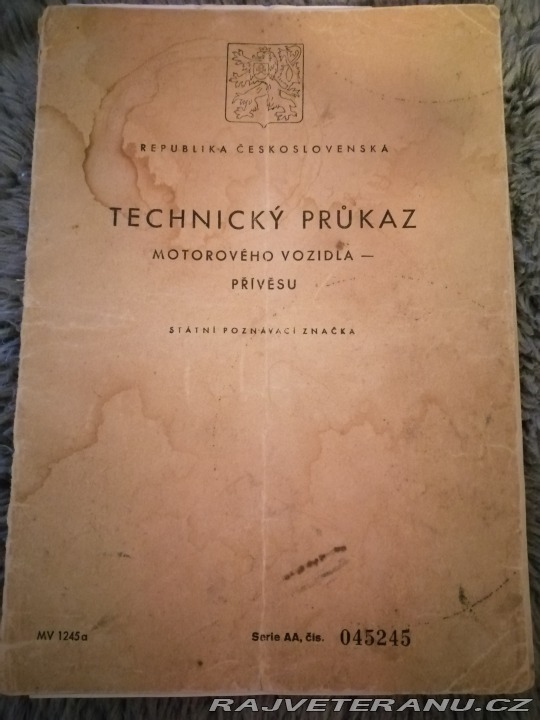 REPUBLIKA ČESKOSLOVENSKÁ
TECHNICKÝ PRŮKAZ
MOTOROVÉHO VOZIDLA —
PŘÍVĚSU
STÁTNÍ POZNÁVACÍ ZNAČKA
MV 1245a Serie AA, čís. 045245
RAJVETERANU.CZ